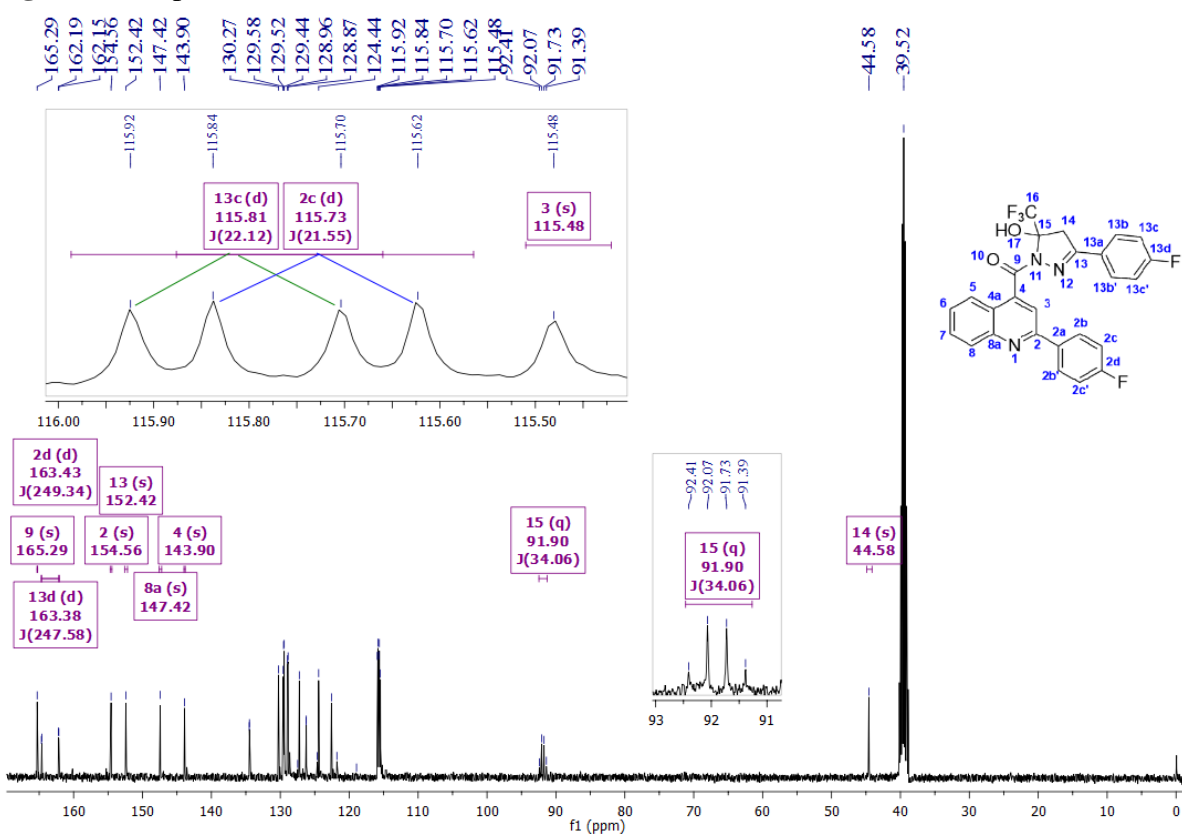 165.29
162.19
162.15
154.56
152.42
147.42
143.90
130.27
129.58
129.52
129.44
128.96
128.87
124.44
115.92
115.84
115.70
115.62
115.48
92.41
92.07
91.73
91.39
44.58
39.52
115.92
115.84
115.70
115.62
115.48
13c (d)
115.81
J(22.12)
2c (d)
115.73
J(21.55)
3 (s)
115.48
116.00 115.90 115.80 115.70 115.60 115.50
16
F3C
15
14
HO
17
13b
13c
13a
13d
F
10
O
9
N
11
N
12
13
13b'
13c'
5
4
4a
3
6
7
8
8a
N
1
2
2a
2b
2c
2d
F
2b'
2c'
2d (d)
163.43
J(249.34)
13 (s)
152.42
9 (s)
165.29
2 (s)
154.56
4 (s)
143.90
13d (d)
163.38
J(247.58)
8a (s)
147.42
15 (q)
91.90
J(34.06)
92.41
92.07
91.73
91.39
15 (q)
91.90
J(34.06)
93 92 91
14 (s)
44.58
160 150 140 130 120 110 100 90 80 70 60 50 40 30 20 10 0
f1 (ppm)